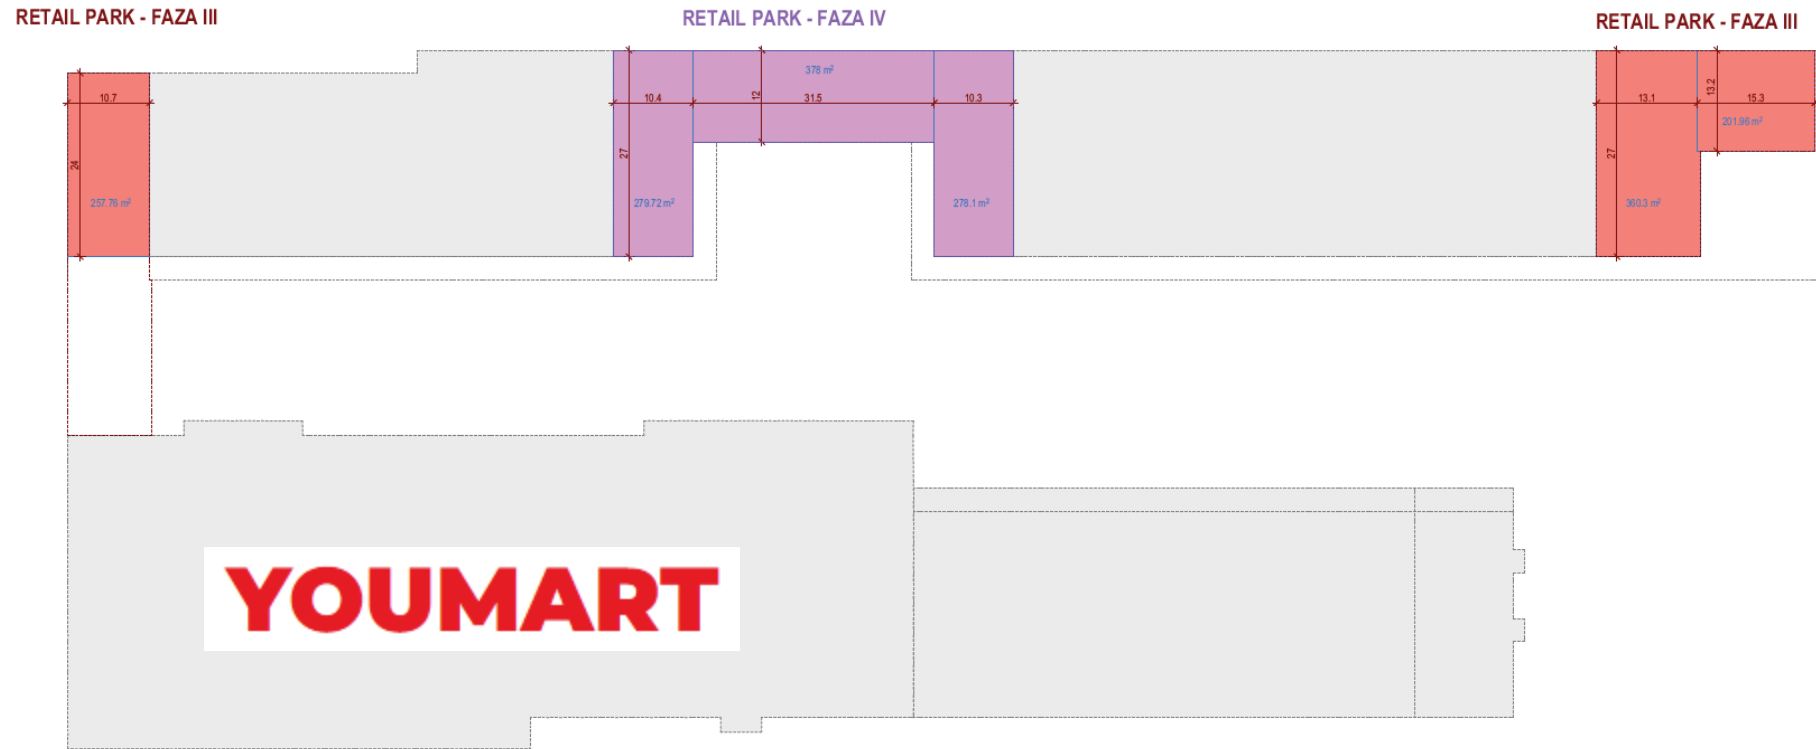 RETAIL PARK - FAZA III
RETAIL PARK - FAZA IV
RETAIL PARK - FAZA III
10.7
24
257.76 m²
10.4
27
279.72 m²
378 m²
12
31.5
10.3
278.1 m²
13.1
27
360.3 m²
13.2
15.3
201.96 m²
YOUMART